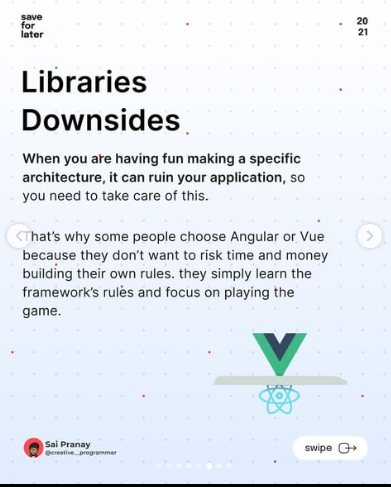 save
for
later
20
21
Libraries
Downsides
When you are having fun making a specific
architecture, it can ruin your application, so
you need to take care of this.
That's why some people choose Angular or Vue
because they don't want to risk time and money
building their own rules. they simply learn the
framework's rules and focus on playing the
game.
Sai Pranay
@creative__programmer
swipe